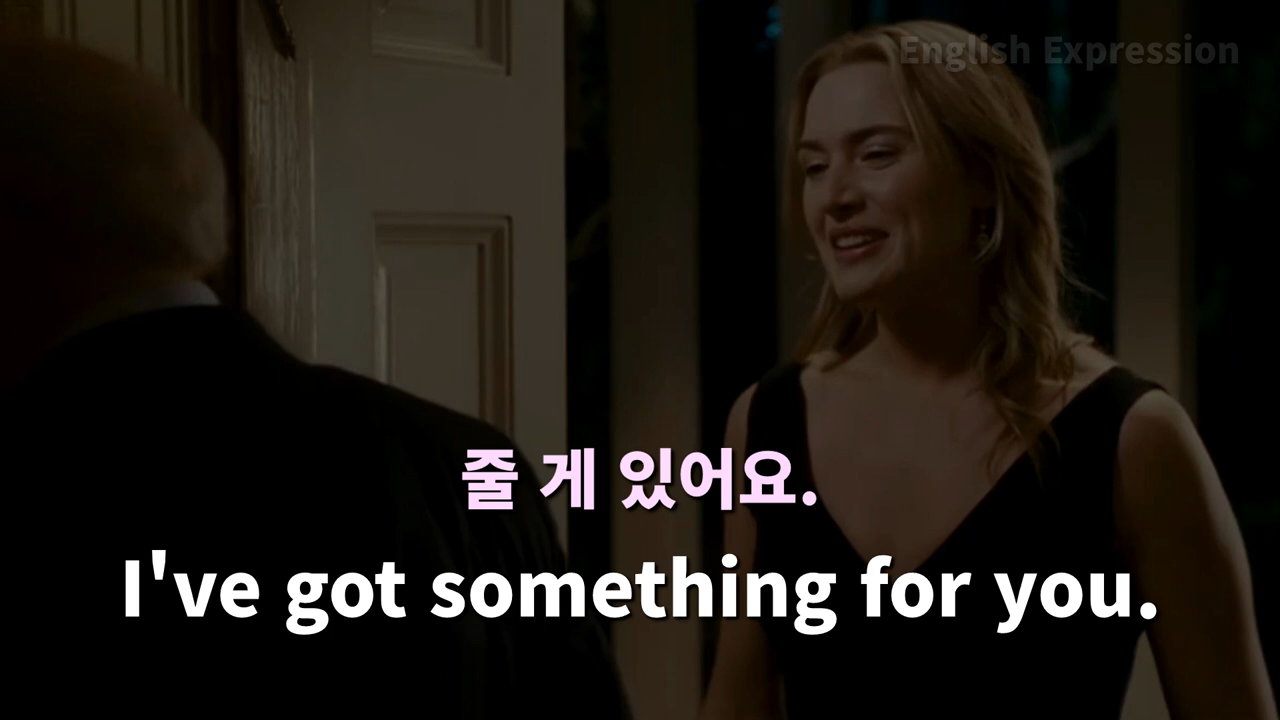 English Expression
줄 게 있어요.
I've got something for you.